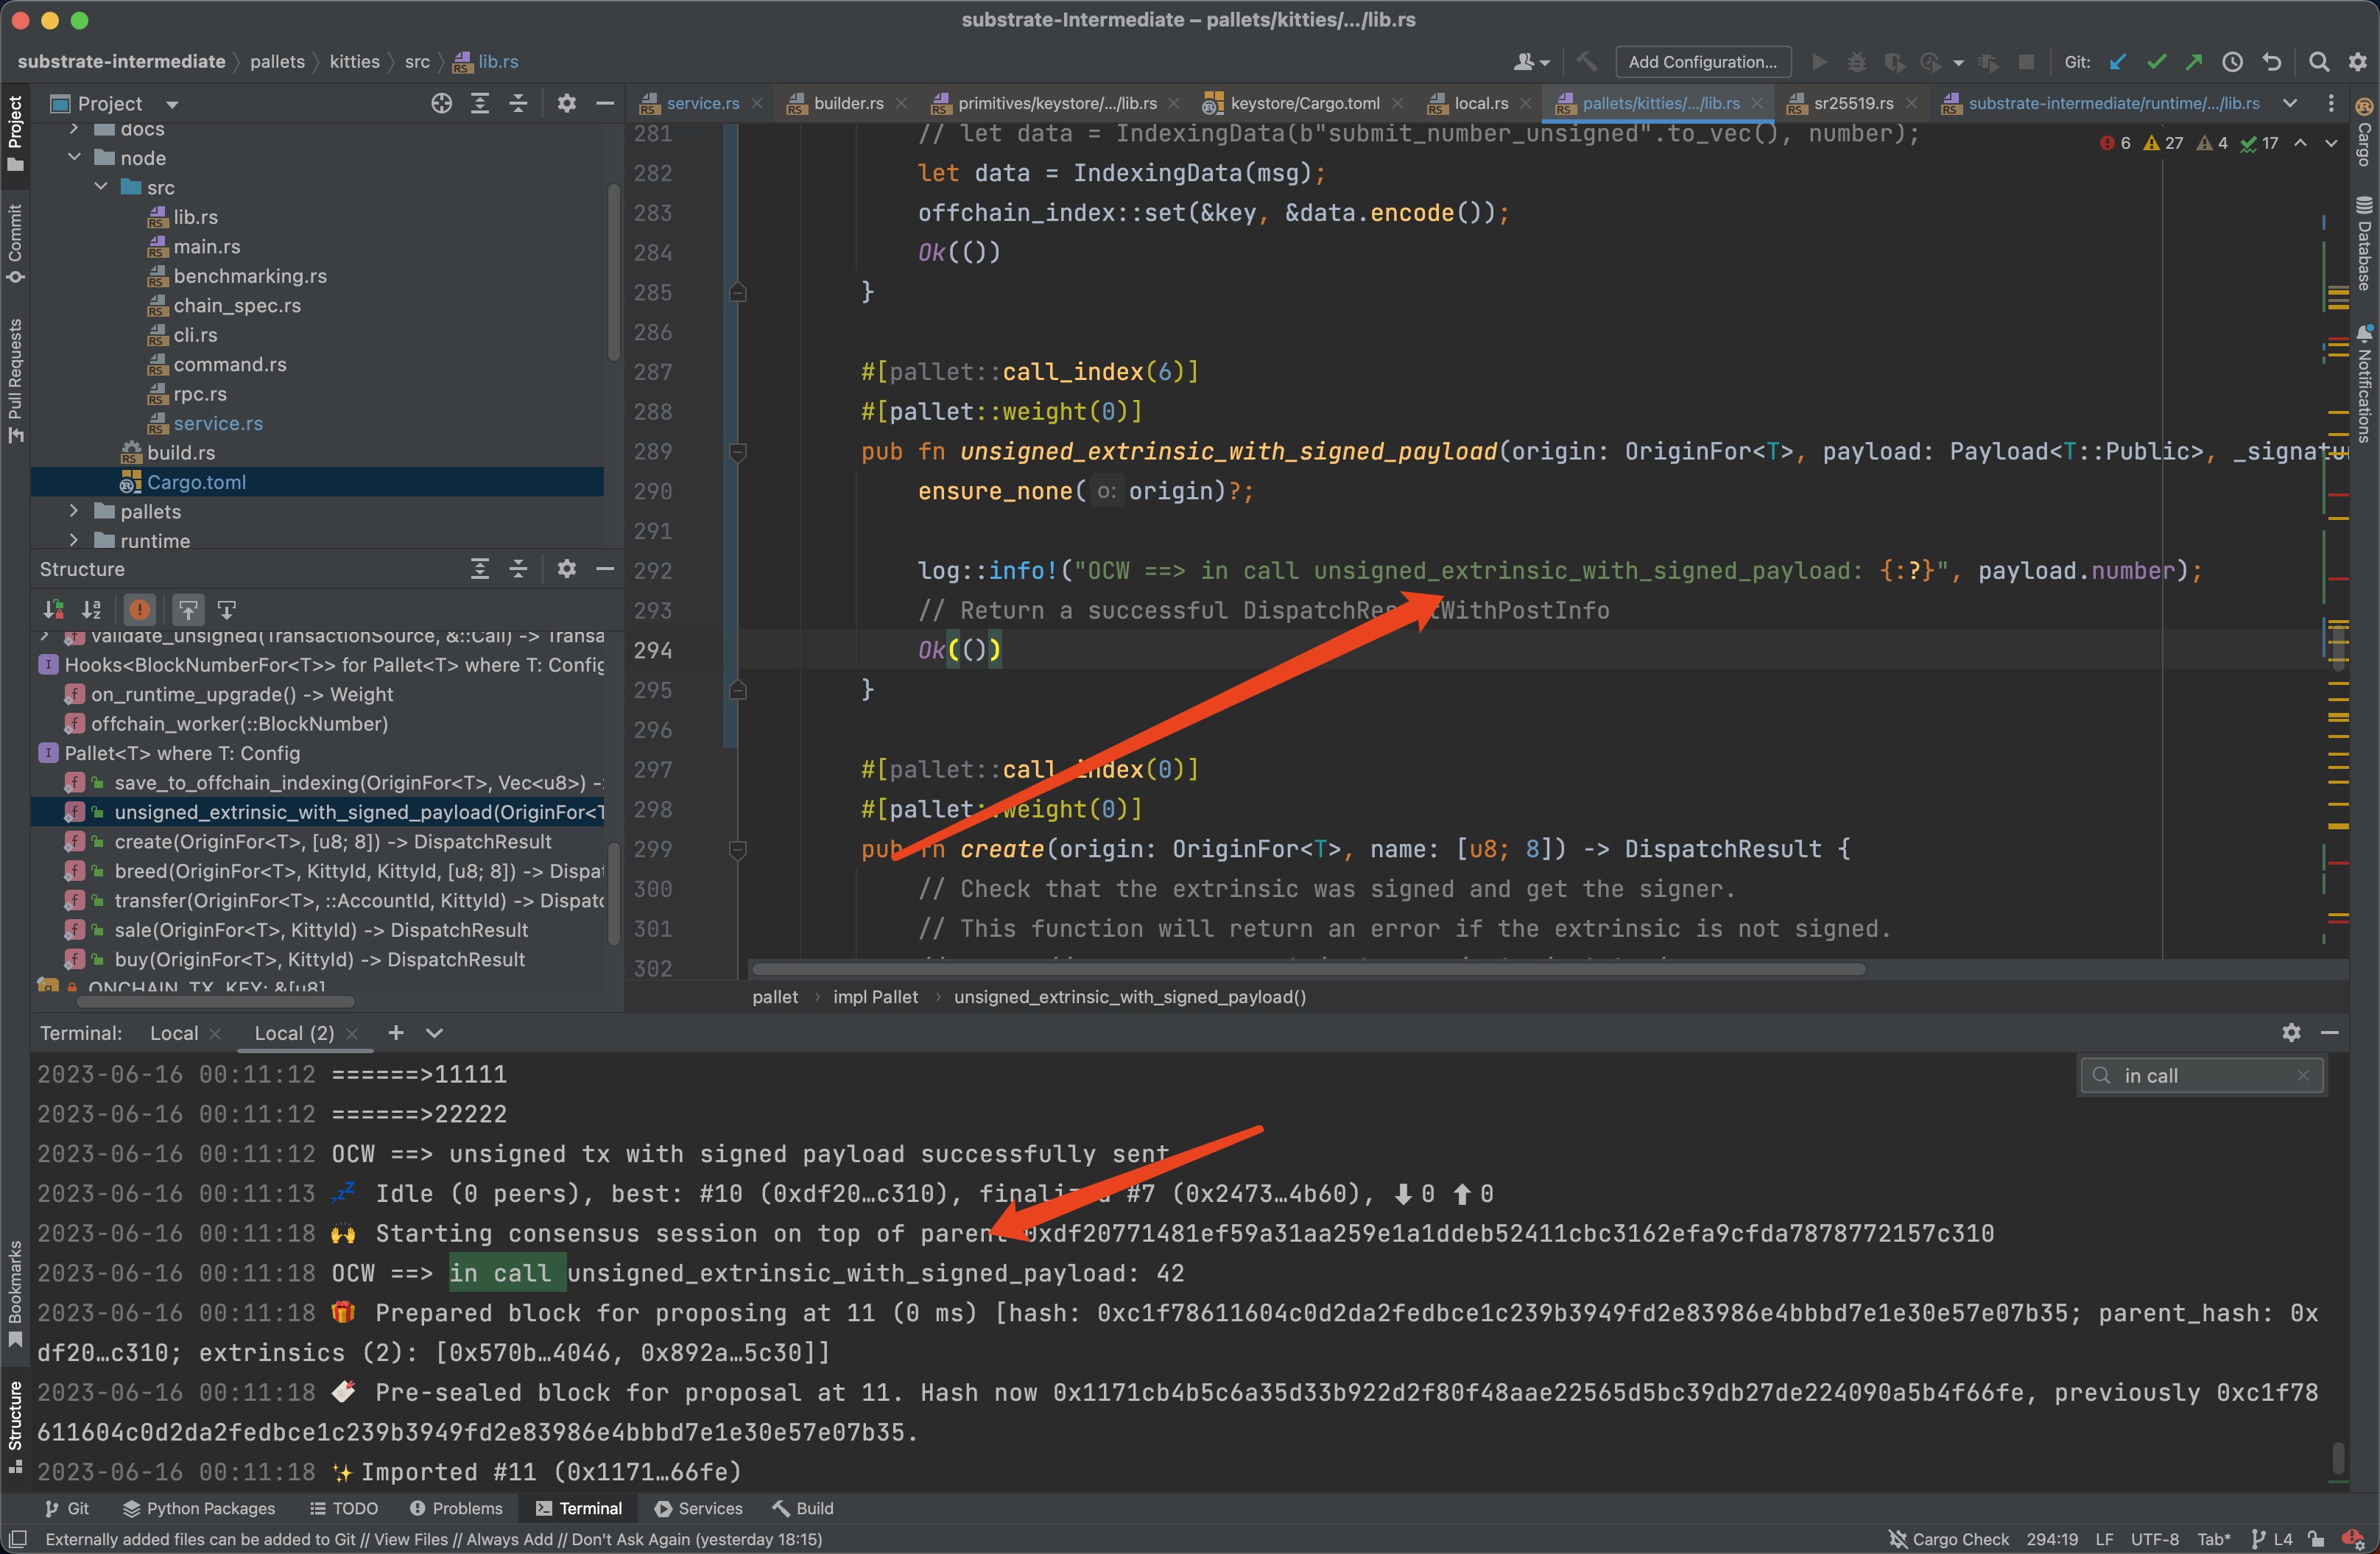 substrate-Intermediate – pallets/kitties/.../lib.rs
substrate-intermediate pallets kitties src lib.rs
Add Configuration...
Git:
Project
service.rs
builder.rs
primitives/keystore/.../lib.rs
keystore/Cargo.toml
local.rs
pallets/kitties/.../lib.rs
sr25519.rs
substrate-intermediate/runtime/.../lib.rs
Project
Commit
Pull Requests
Bookmarks
Structure
Cargo
Database
Notifications
docs
node
src
lib.rs
main.rs
benchmarking.rs
chain_spec.rs
cli.rs
command.rs
rpc.rs
service.rs
build.rs
Cargo.toml
pallets
runtime
Structure
validate_unsigned(TransactionSource, &::Call) -> Transa
Hooks<BlockNumberFor<T>> for Pallet<T> where T: Config
on_runtime_upgrade() -> Weight
offchain_worker(::BlockNumber)
Pallet<T> where T: Config
save_to_offchain_indexing(OriginFor<T>, Vec<u8>) -
unsigned_extrinsic_with_signed_payload(OriginFor<T
create(OriginFor<T>, [u8; 8]) -> DispatchResult
breed(OriginFor<T>, KittyId, KittyId, [u8; 8]) -> Dispat
transfer(OriginFor<T>, ::AccountId, KittyId) -> Dispatc
sale(OriginFor<T>, KittyId) -> DispatchResult
buy(OriginFor<T>, KittyId) -> DispatchResult
ONCHAIN_TX_KEY: &[u8]
6 27 4 17
281 // let data = IndexingData(b"submit_number_unsigned".to_vec(), number);
282 let data = IndexingData(msg);
283 offchain_index::set(&key, &data.encode());
284 Ok(())
285 }
286
287 #[pallet::call_index(6)]
288 #[pallet::weight(0)]
289 pub fn unsigned_extrinsic_with_signed_payload(origin: OriginFor<T>, payload: Payload<T::Public>, _signatu
290 ensure_none( o: origin)?;
291
292 log::info!("OCW ==> in call unsigned_extrinsic_with_signed_payload: {:?}", payload.number);
293 // Return a successful DispatchResultWithPostInfo
294 Ok(())
295 }
296
297 #[pallet::call_index(0)]
298 #[pallet::weight(0)]
299 pub fn create(origin: OriginFor<T>, name: [u8; 8]) -> DispatchResult {
300 // Check that the extrinsic was signed and get the signer.
301 // This function will return an error if the extrinsic is not signed.
302
pallet › impl Pallet › unsigned_extrinsic_with_signed_payload()
Terminal: Local Local (2)
in call
2023-06-16 00:11:12 ======>11111
2023-06-16 00:11:12 ======>22222
2023-06-16 00:11:12 OCW ==> unsigned tx with signed payload successfully sent
2023-06-16 00:11:13 💤 Idle (0 peers), best: #10 (0xdf20…c310), finalized #7 (0x2473…4b60), ⬇ 0 ⬆ 0
2023-06-16 00:11:18 🙌 Starting consensus session on top of parent 0xdf20771481ef59a31aa259e1a1ddeb52411cbc3162efa9cfda7878772157c310
2023-06-16 00:11:18 OCW ==> in call unsigned_extrinsic_with_signed_payload: 42
2023-06-16 00:11:18 🎁 Prepared block for proposing at 11 (0 ms) [hash: 0xc1f78611604c0d2da2fedbce1c239b3949fd2e83986e4bbbd7e1e30e57e07b35; parent_hash: 0x
df20…c310; extrinsics (2): [0x570b…4046, 0x892a…5c30]]
2023-06-16 00:11:18 🔖 Pre-sealed block for proposal at 11. Hash now 0x1171cb4b5c6a35d33b922d2f80f48aae22565d5bc39db27de224090a5b4f66fe, previously 0xc1f78
611604c0d2da2fedbce1c239b3949fd2e83986e4bbbd7e1e30e57e07b35.
2023-06-16 00:11:18 ✨ Imported #11 (0x1171…66fe)
Git Python Packages TODO Problems Terminal Services Build
Externally added files can be added to Git // View Files // Always Add // Don't Ask Again (yesterday 18:15)
Cargo Check 294:19 LF UTF-8 Tab* L4